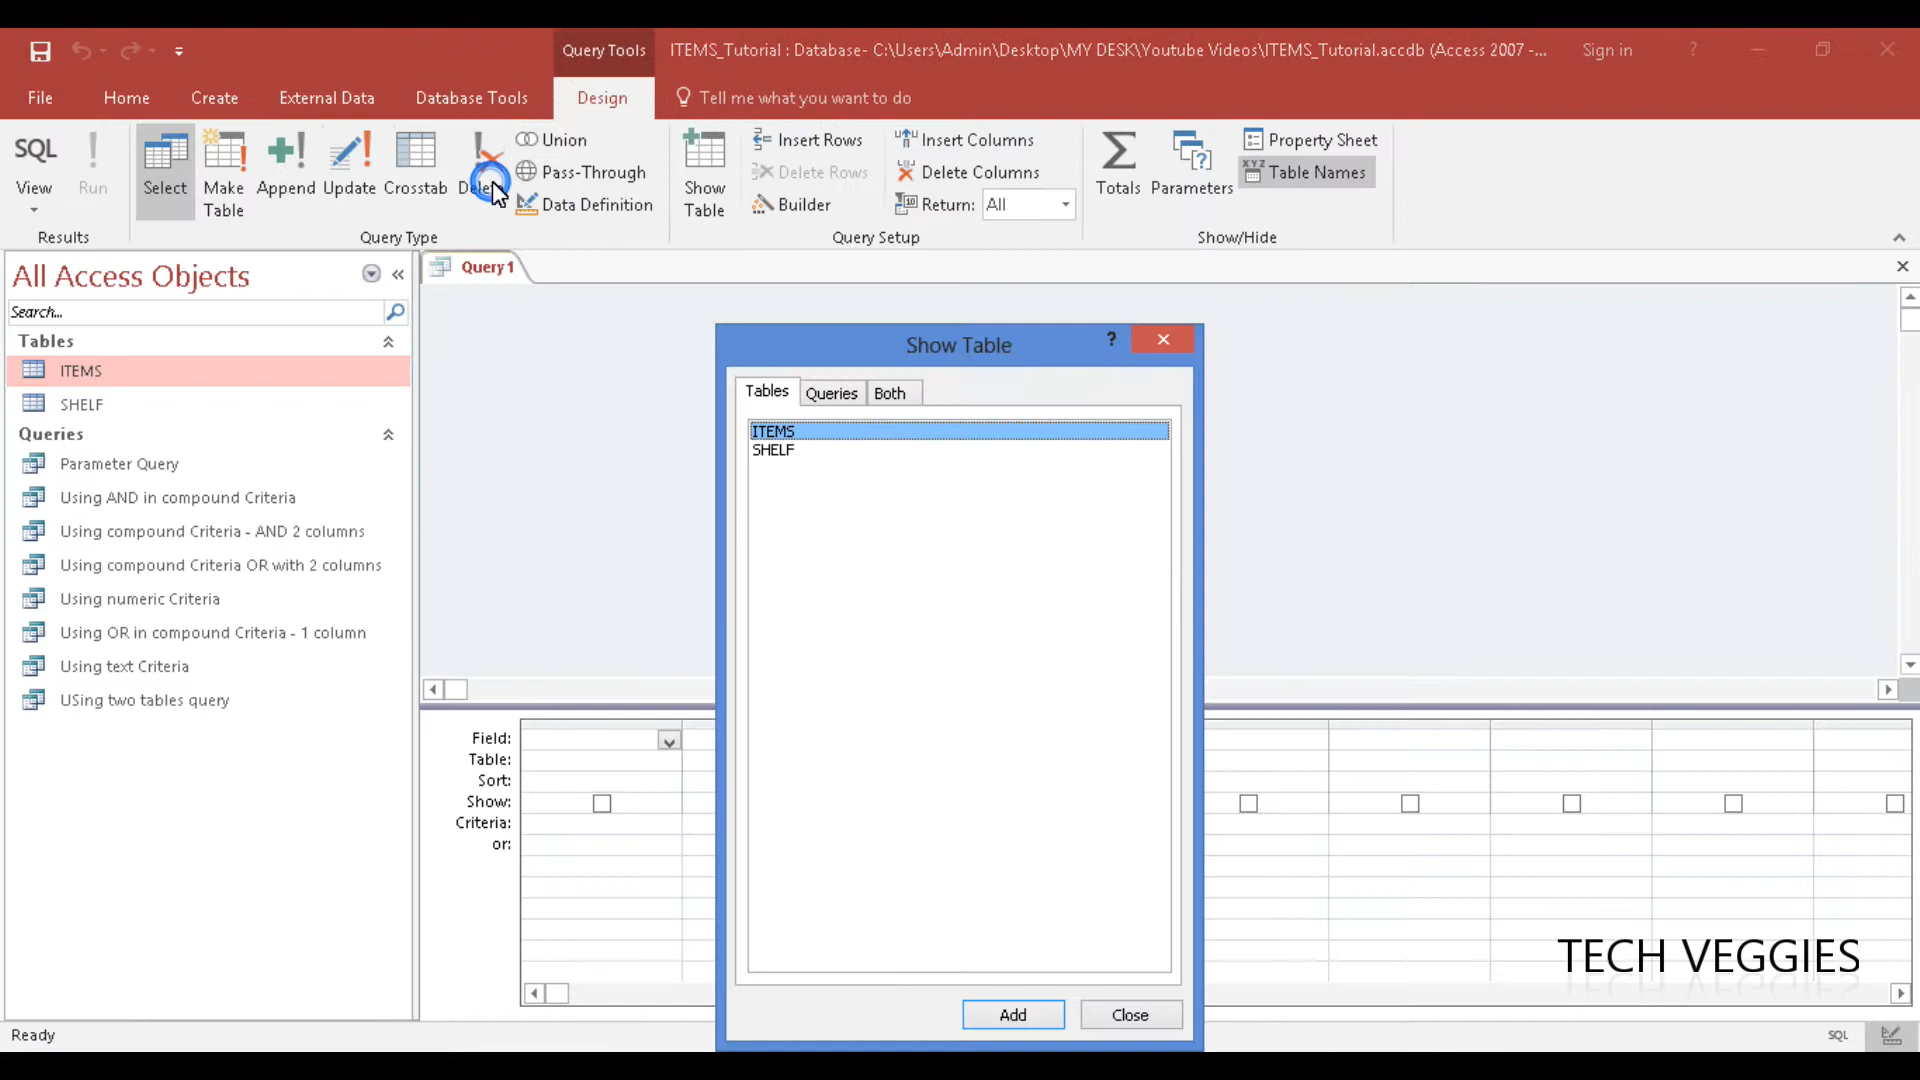 Query Tools
ITEMS_Tutorial : Database- C:\Users\Admin\Desktop\MY DESK\Youtube Videos\ITEMS_Tutorial.accdb (Access 2007 -...
Sign in
?
File
Home
Create
External Data
Database Tools
Design
Tell me what you want to do
SQL
View
Run
Select
Make
Table
Append
Update
Crosstab
Union
Pass-Through
Data Definition
Show
Table
Insert Rows
Delete Rows
Builder
Insert Columns
Delete Columns
Return: All
Totals
Parameters
Property Sheet
XYZ Table Names
Results
Query Type
Query Setup
Show/Hide
All Access Objects
Search...
Tables
ITEMS
SHELF
Queries
Parameter Query
Using AND in compound Criteria
Using compound Criteria - AND 2 columns
Using compound Criteria OR with 2 columns
Using numeric Criteria
Using OR in compound Criteria - 1 column
Using text Criteria
USing two tables query
Query1
Show Table
?
Tables
Queries
Both
ITEMS
SHELF
Add
Close
Field:
Table:
Sort:
Show:
Criteria:
or:
TECH VEGGIES
Ready
SQL